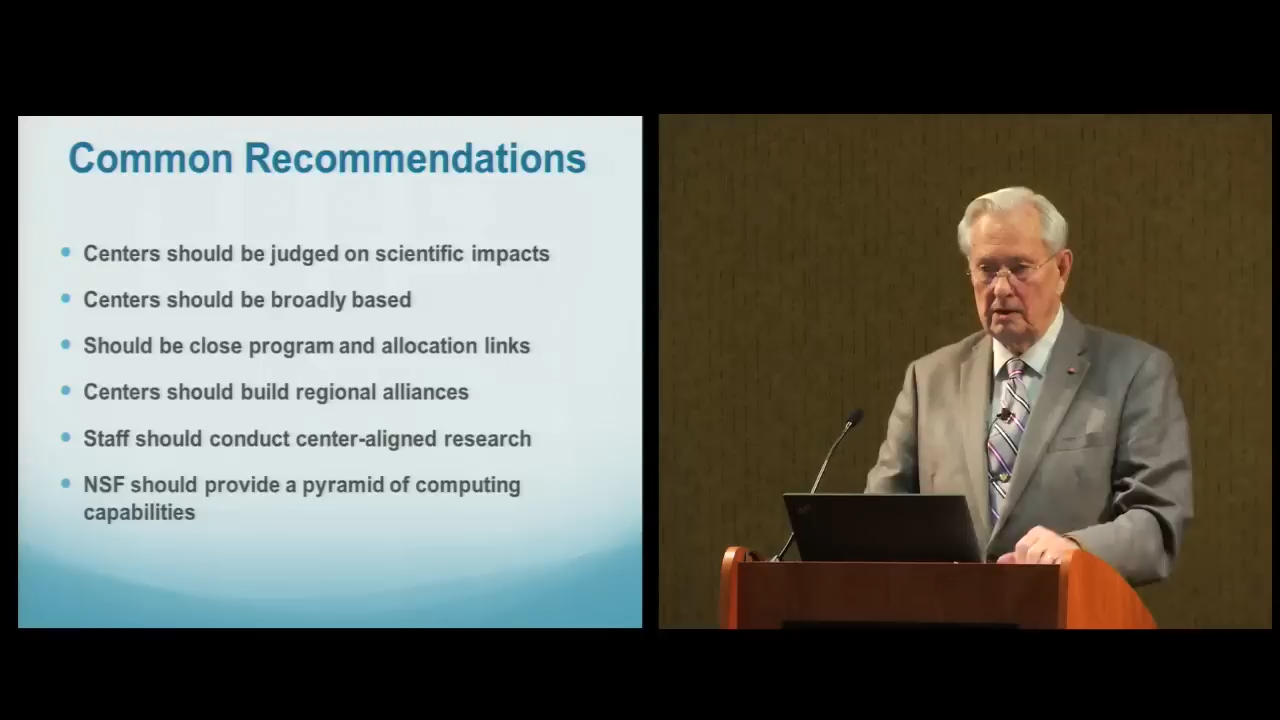 Common Recommendations
Centers should be judged on scientific impacts
Centers should be broadly based
Should be close program and allocation links
Centers should build regional alliances
Staff should conduct center-aligned research
NSF should provide a pyramid of computing
capabilities